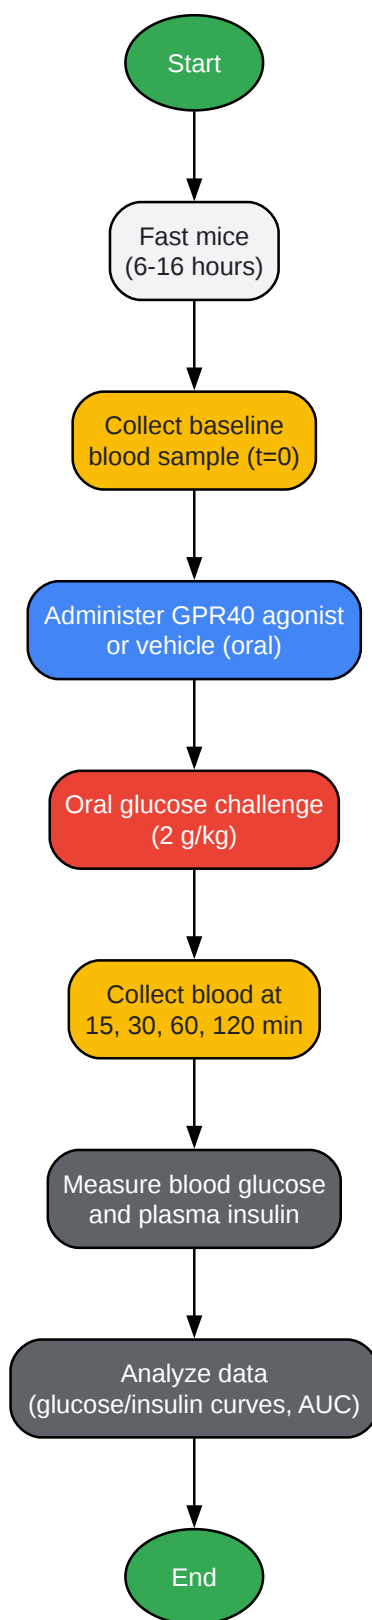 Start
Fast mice
(6-16 hours)
Collect baseline
blood sample (t=0)
Administer GPR40 agonist
or vehicle (oral)
Oral glucose challenge
(2 g/kg)
Collect blood at
15, 30, 60, 120 min
Measure blood glucose
and plasma insulin
Analyze data
(glucose/insulin curves, AUC)
End